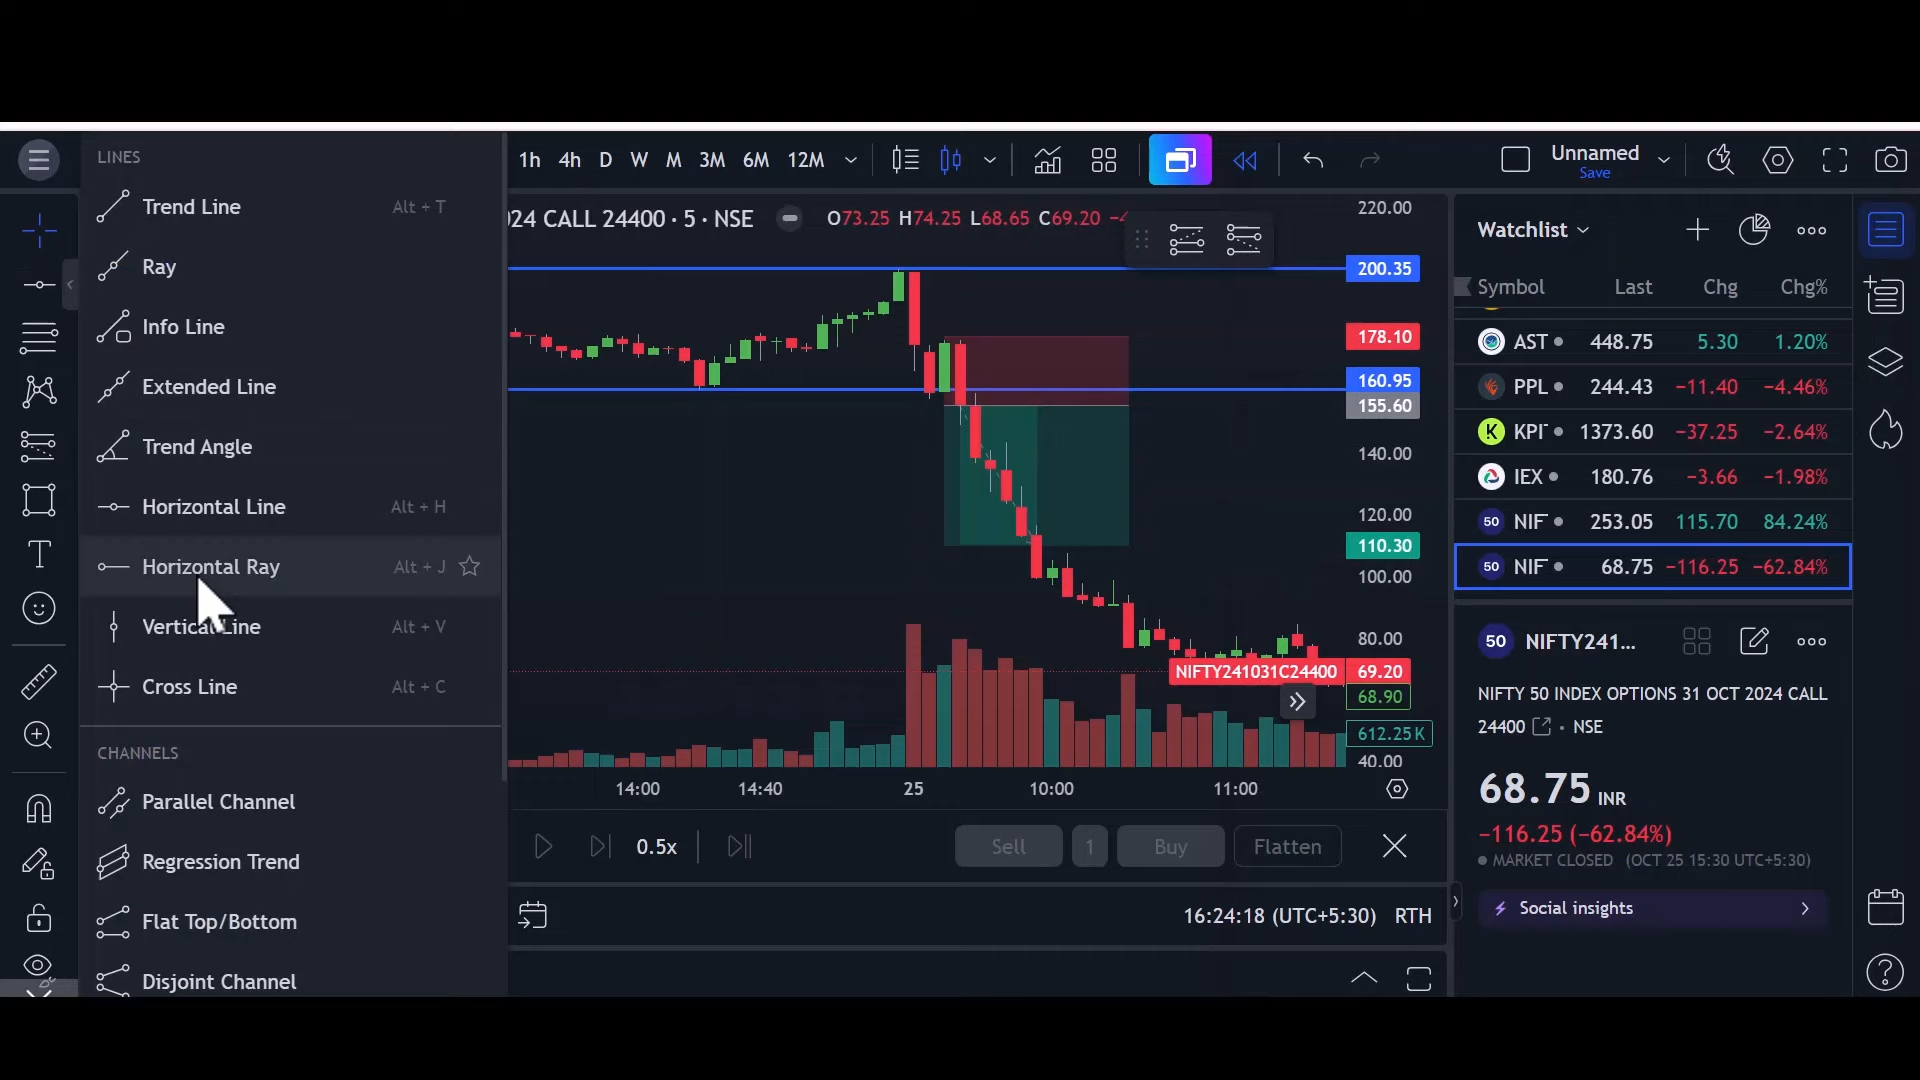 LINES
Trend Line Alt + T
Ray
Info Line
Extended Line
Trend Angle
Horizontal Line Alt + H
Horizontal Ray Alt + J
Vertical Line Alt + V
Cross Line Alt + C
CHANNELS
Parallel Channel
Regression Trend
Flat Top/Bottom
Disjoint Channel
1h 4h D W M 3M 6M 12M
Unnamed
Save
24 CALL 24400 · 5 · NSE O73.25 H74.25 L68.65 C69.20
220.00
200.35
178.10
160.95
155.60
140.00
120.00
110.30
100.00
80.00
NIFTY241031C24400 69.20
68.90
612.25 K
40.00
14:00 14:40 25 10:00 11:00
0.5x Sell 1 Buy Flatten
16:24:18 (UTC+5:30) RTH
Watchlist
Symbol Last Chg Chg%
AST 448.75 5.30 1.20%
PPL 244.43 −11.40 −4.46%
K KPI 1373.60 −37.25 −2.64%
IEX 180.76 −3.66 −1.98%
50 NIF 253.05 115.70 84.24%
50 NIF 68.75 −116.25 −62.84%
50 NIFTY241...
NIFTY 50 INDEX OPTIONS 31 OCT 2024 CALL
24400 · NSE
68.75 INR
−116.25 (−62.84%)
MARKET CLOSED (OCT 25 15:30 UTC+5:30)
Social insights